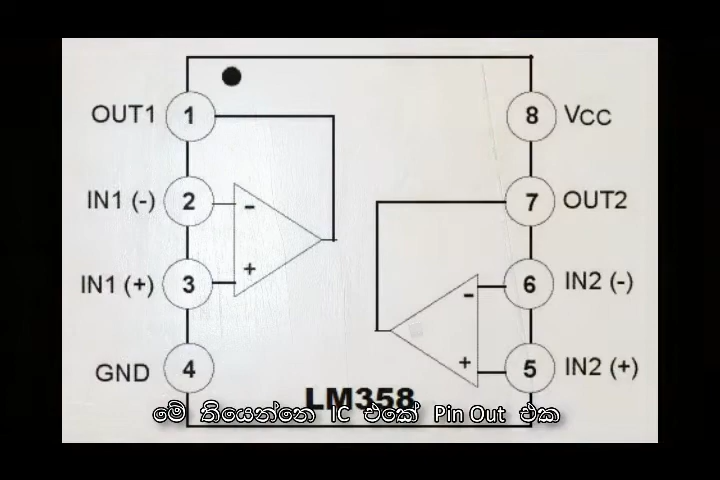 OUT1 1 8 VCC
IN1 (-) 2 7 OUT2
-
IN1 (+) 3 6 IN2 (-)
+ -
GND 4 5 IN2 (+)
+
LM358
මේ තියෙන්නෙ IC එකේ Pin Out එක